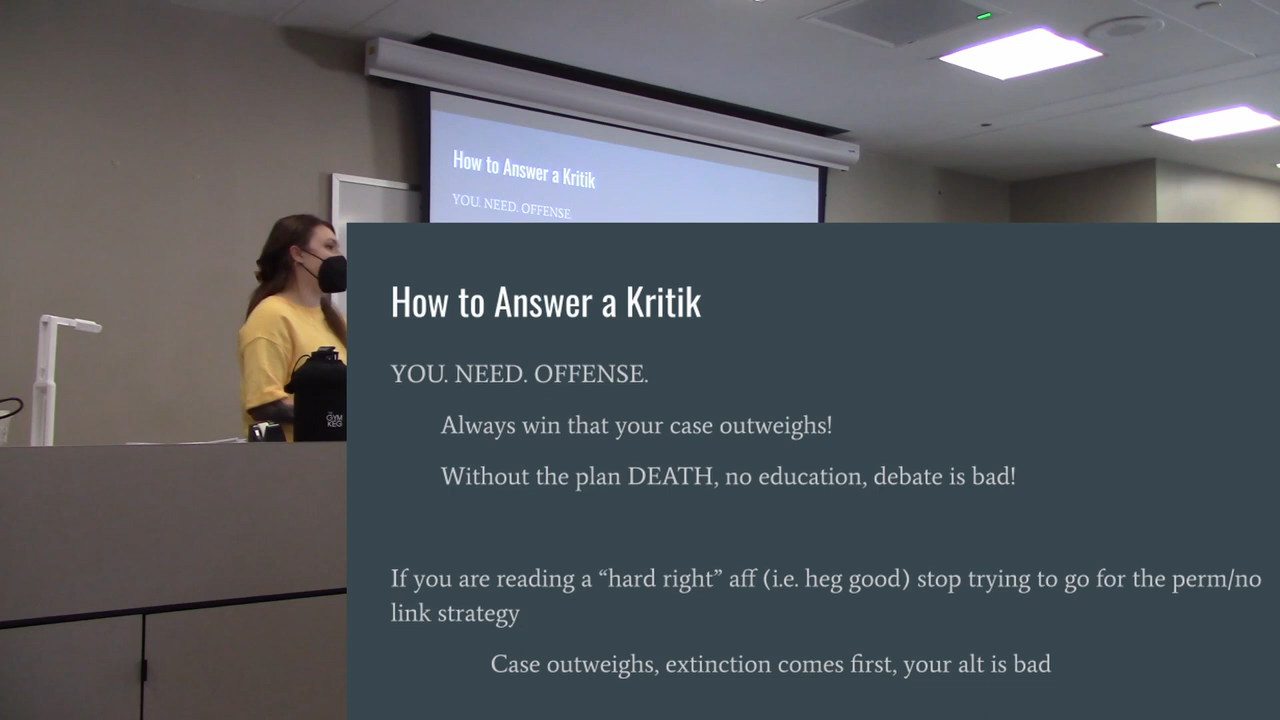 How to Answer a Kritik
YOU. NEED. OFFENSE
How to Answer a Kritik
YOU. NEED. OFFENSE.
Always win that your case outweighs!
Without the plan DEATH, no education, debate is bad!
If you are reading a “hard right” aff (i.e. heg good) stop trying to go for the perm/no
link strategy
Case outweighs, extinction comes first, your alt is bad
GYM
KEG